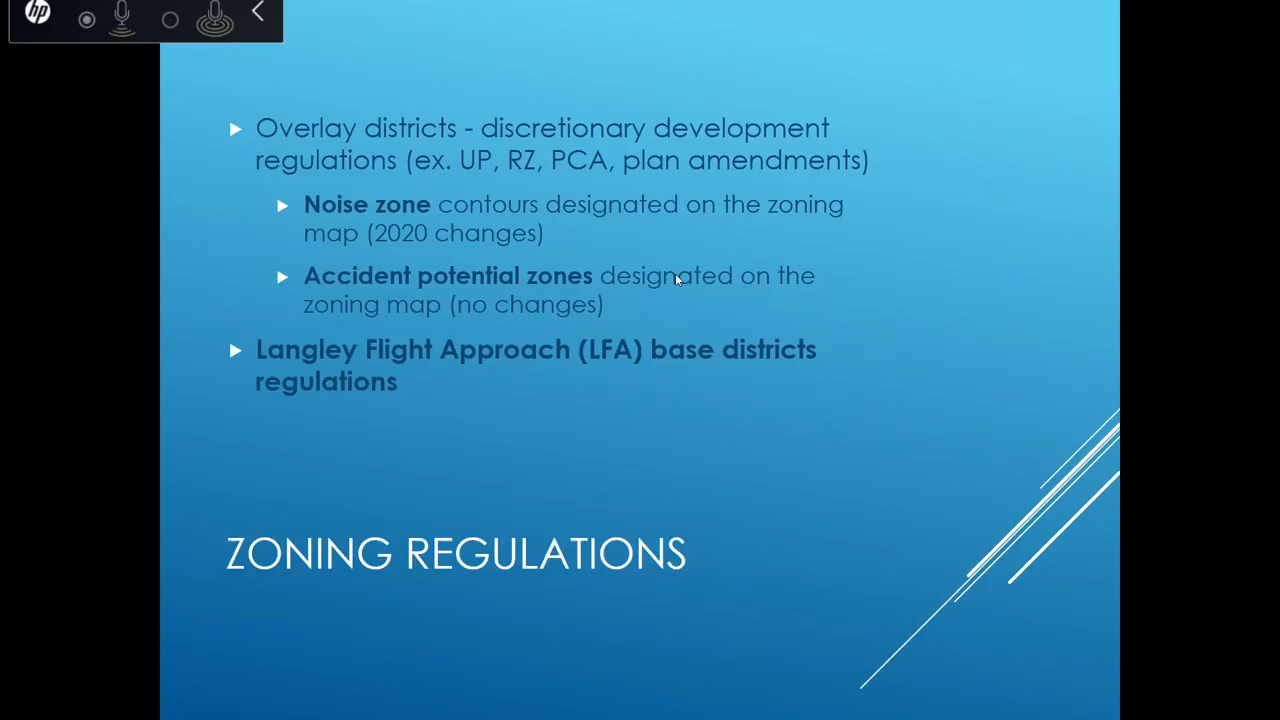 hp
Overlay districts - discretionary development
regulations (ex. UP, RZ, PCA, plan amendments)
Noise zone contours designated on the zoning
map (2020 changes)
Accident potential zones designated on the
zoning map (no changes)
Langley Flight Approach (LFA) base districts
regulations
ZONING REGULATIONS